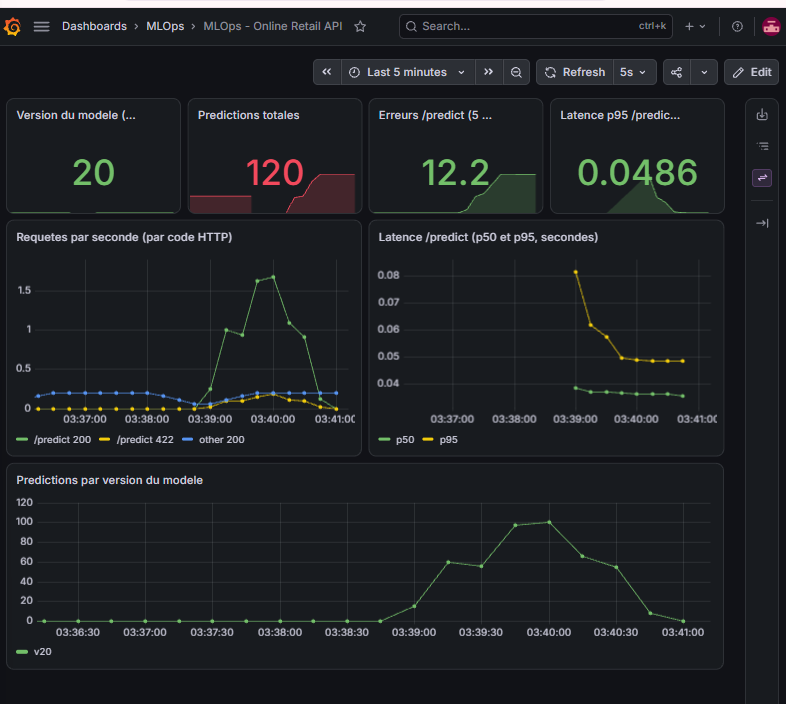 Dashboards › MLOps › MLOps - Online Retail API
Search... ctrl+k
Last 5 minutes Refresh 5s Edit
Version du modele (... Predictions totales Erreurs /predict (5 ... Latence p95 /predic...
20 120 12.2 0.0486
Requetes par seconde (par code HTTP)
1.5
1
0.5
0
03:37:00 03:38:00 03:39:00 03:40:00 03:41:00
/predict 200 /predict 422 other 200
Latence /predict (p50 et p95, secondes)
0.08
0.07
0.06
0.05
0.04
03:37:00 03:38:00 03:39:00 03:40:00 03:41:0
p50 p95
Predictions par version du modele
120
100
80
60
40
20
0
03:36:30 03:37:00 03:37:30 03:38:00 03:38:30 03:39:00 03:39:30 03:40:00 03:40:30 03:41:00
v20